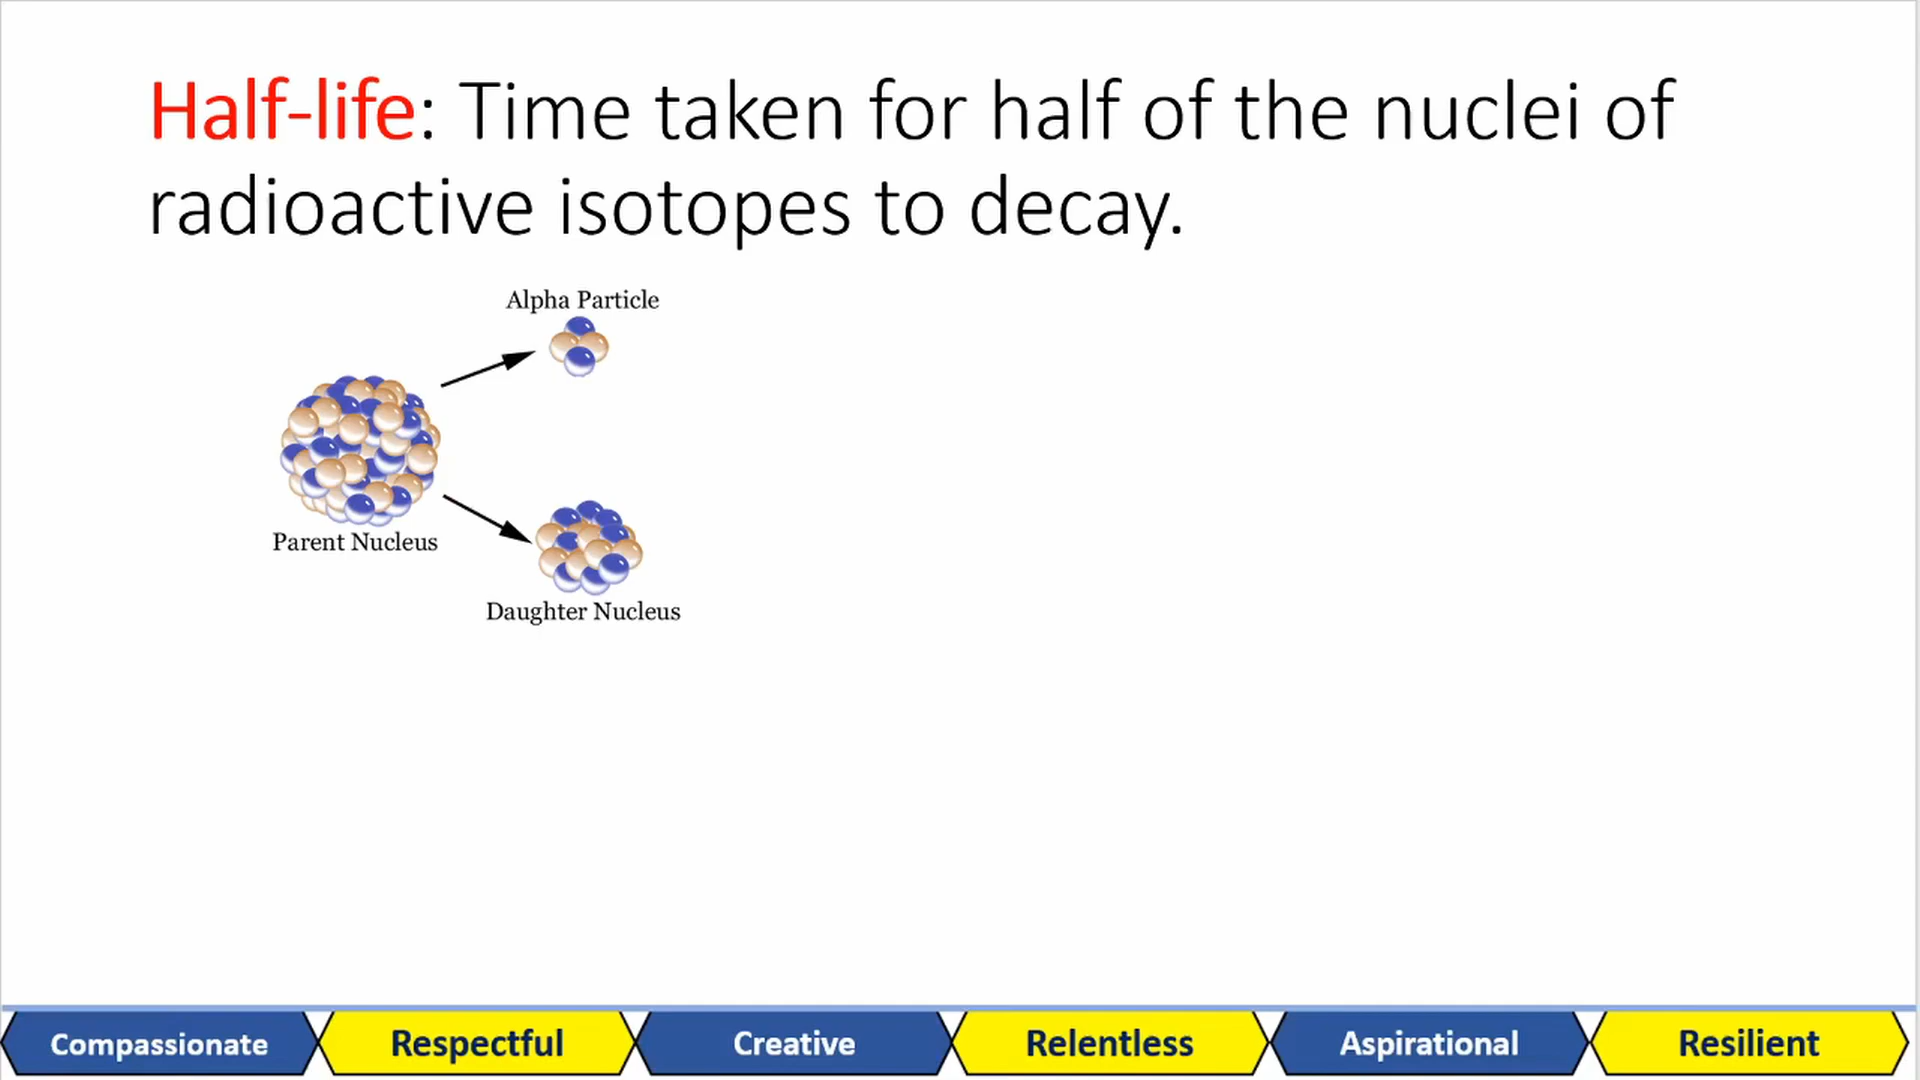 Half-life: Time taken for half of the nuclei of
radioactive isotopes to decay.
Alpha Particle
Parent Nucleus
Daughter Nucleus
Compassionate Respectful Creative Relentless Aspirational Resilient